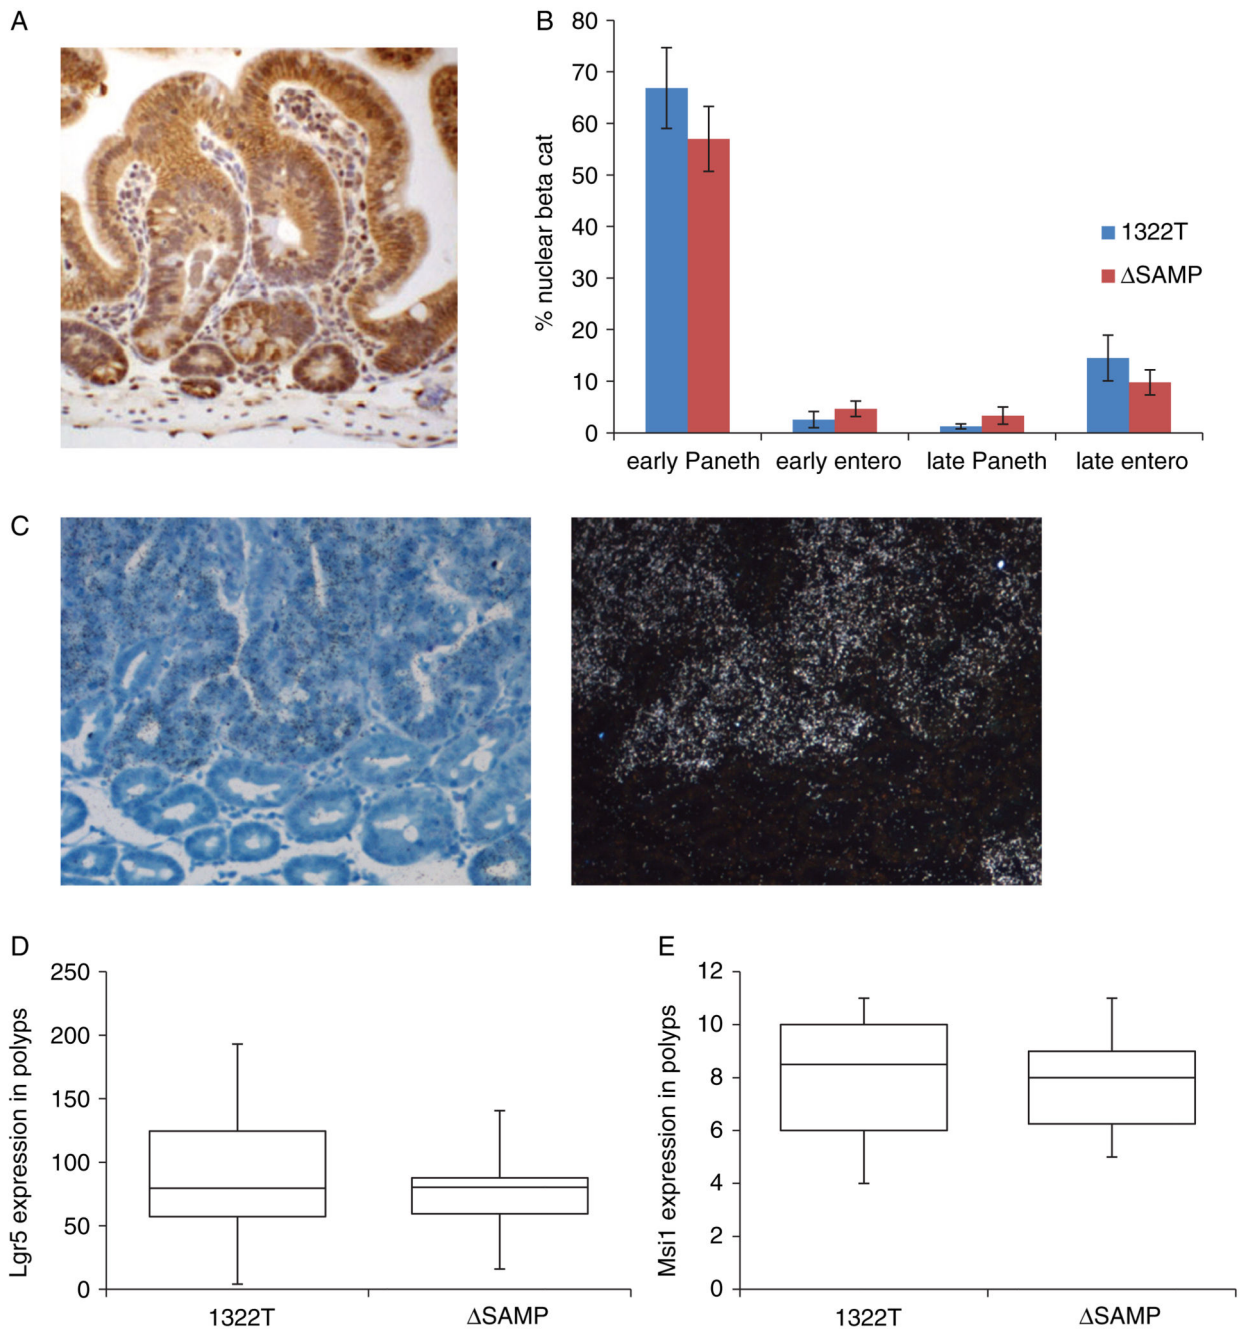 A
B
80
70
60
50
40
30
20
10
0
% nuclear beta cat
early Paneth early entero late Paneth late entero
1322T
ΔSAMP
C
D
250
200
150
100
50
0
Lgr5 expression in polyps
1322T ΔSAMP
E
12
10
8
6
4
2
0
Msi1 expression in polyps
1322T ΔSAMP